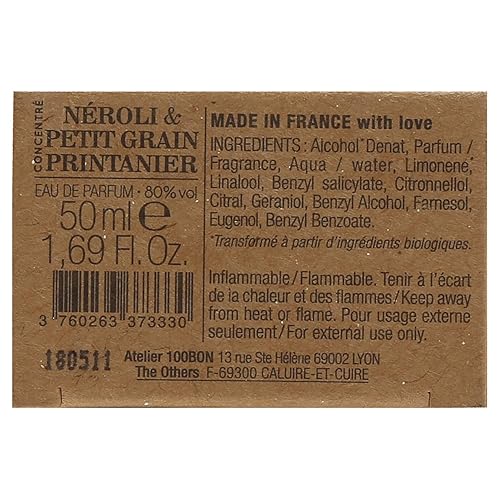 CONCENTRÉ
NÉROLI &
PETIT GRAIN
PRINTANIER
EAU DE PARFUM · 80% vol
50ml e
1,69 Fl.Oz.
3 760263 373330
180511
MADE IN FRANCE with love
INGREDIENTS: Alcohol* Denat, Parfum /
Fragrance, Aqua / water, Limonene*,
Linalool, Benzyl salicylate, Citronnellol,
Citral, Geraniol, Benzyl Alcohol, Farnesol,
Eugenol, Benzyl Benzoate.
*Transformé à partir d'ingrédients biologiques.
Inflammable/Flammable. Tenir à l'écart
de la chaleur et des flammes/Keep away
from heat or flame. Pour usage externe
seulement/For external use only.
Atelier 100BON 13 rue Ste Hélène 69002 LYON
The Others F-69300 CALUIRE-ET-CUIRE